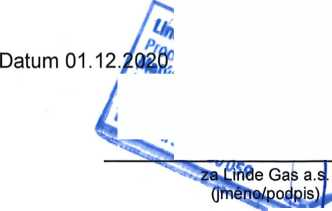 Datum 01.12.2020
za Linde Gas a.s.
(jméno/podpis)